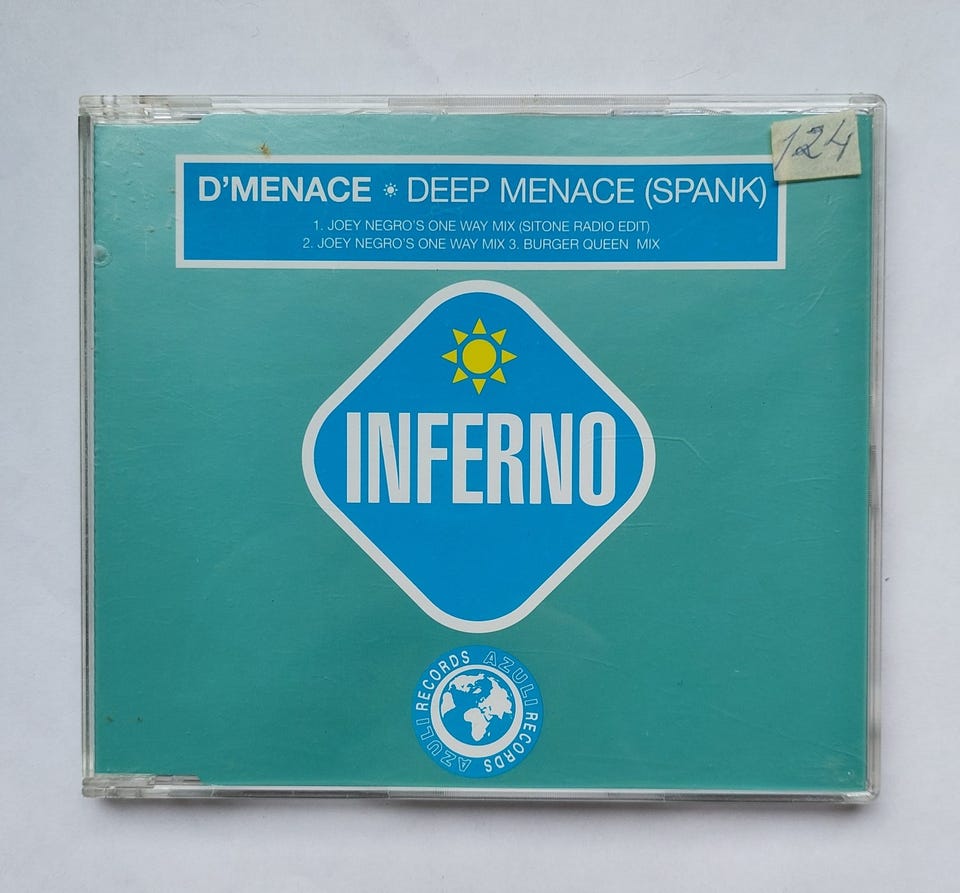 124
D'MENACE ☀ DEEP MENACE (SPANK)
1. JOEY NEGRO'S ONE WAY MIX (SITONE RADIO EDIT)
2. JOEY NEGRO'S ONE WAY MIX 3. BURGER QUEEN MIX
INFERNO
AZULI RECORDS AZULI RECORDS